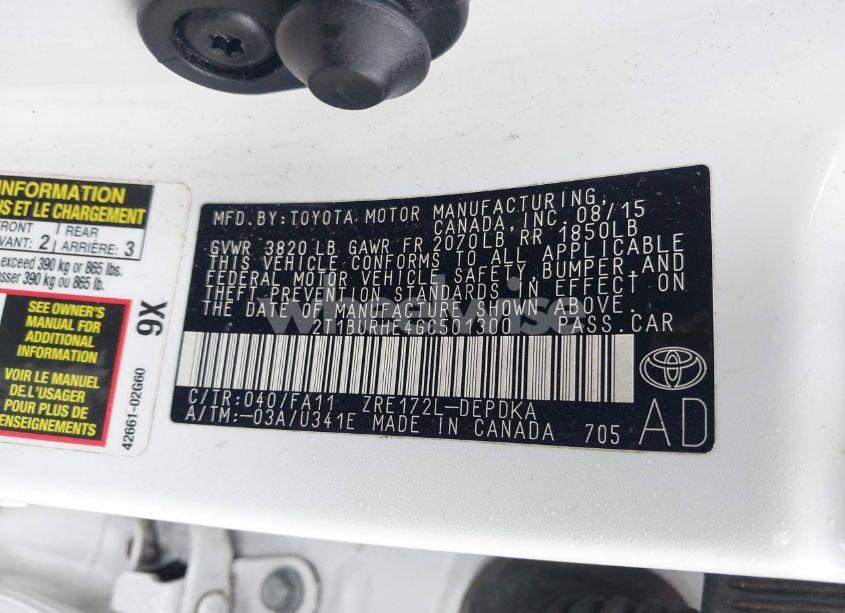 INFORMATION
US ET LE CHARGEMENT
FRONT
AVANT: 2
REAR
ARRIÈRE: 3
exceed 390 kg or 865 lbs.
390 kg ou 865 lb.
SEE OWNER'S
MANUAL FOR
ADDITIONAL
INFORMATION
VOIR LE MANUEL
DE L'USAGER
POUR PLUS DE
RENSEIGNEMENTS
9X
42661-02G60
MFD. BY: TOYOTA MOTOR MANUFACTURING,
CANADA, INC. 08/15
GVWR 3820 LB GAWR FR 2070LB RR 1850LB
THIS VEHICLE CONFORMS TO ALL APPLICABLE
FEDERAL MOTOR VEHICLE SAFETY, BUMPER, AND
THEFT PREVENTION STANDARDS IN EFFECT ON
THE DATE OF MANUFACTURE SHOWN ABOVE.
2T1BURHE4GC501300 PASS.CAR
C/TR:040/FA11 ZRE172L-DEPDKA
A/TM:-03A/U341E MADE IN CANADA 705
AD